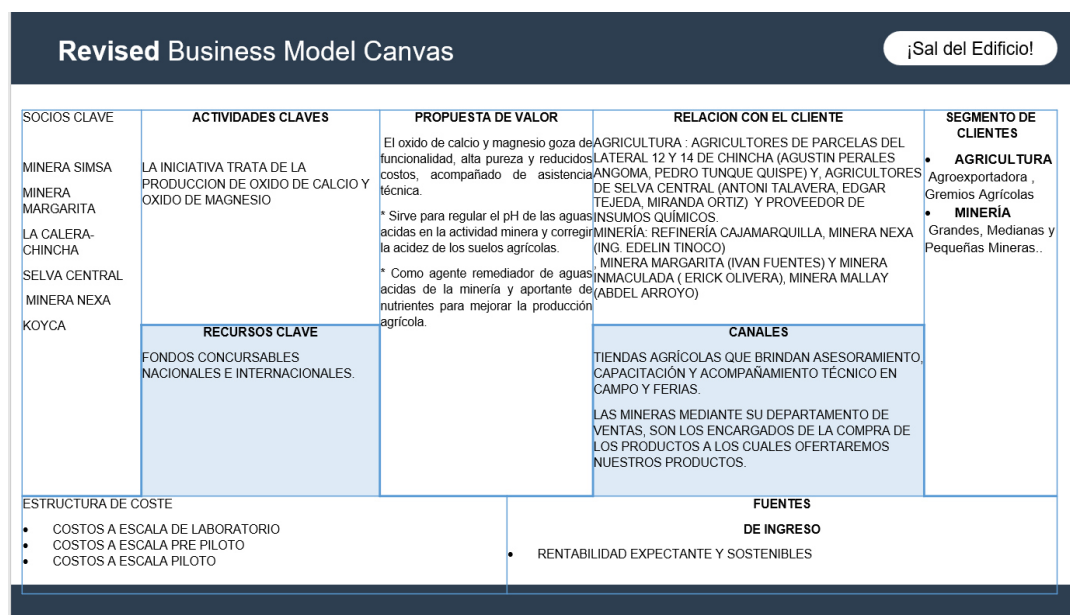 Revised Business Model Canvas
¡Sal del Edificio!
SOCIOS CLAVE
MINERA SIMSA
MINERA
MARGARITA
LA CALERA-
CHINCHA
SELVA CENTRAL
MINERA NEXA
KOYCA
ACTIVIDADES CLAVES
LA INICIATIVA TRATA DE LA
PRODUCCION DE OXIDO DE CALCIO Y
OXIDO DE MAGNESIO
RECURSOS CLAVE
FONDOS CONCURSABLES
NACIONALES E INTERNACIONALES.
PROPUESTA DE VALOR
El oxido de calcio y magnesio goza de
funcionalidad, alta pureza y reducidos
costos, acompañado de asistencia
técnica.
* Sirve para regular el pH de las aguas
acidas en la actividad minera y corregir
la acidez de los suelos agrícolas.
* Como agente remediador de aguas
acidas de la minería y aportante de
nutrientes para mejorar la producción
agrícola.
RELACION CON EL CLIENTE
AGRICULTURA : AGRICULTORES DE PARCELAS DEL
LATERAL 12 Y 14 DE CHINCHA (AGUSTIN PERALES
ANGOMA, PEDRO TUNQUE QUISPE) Y, AGRICULTORES
DE SELVA CENTRAL (ANTONI TALAVERA, EDGAR
TEJEDA, MIRANDA ORTIZ) Y PROVEEDOR DE
INSUMOS QUÍMICOS.
MINERÍA: REFINERÍA CAJAMARQUILLA, MINERA NEXA
(ING. EDELIN TINOCO)
, MINERA MARGARITA (IVAN FUENTES) Y MINERA
INMACULADA ( ERICK OLIVERA), MINERA MALLAY
(ABDEL ARROYO)
CANALES
TIENDAS AGRÍCOLAS QUE BRINDAN ASESORAMIENTO,
CAPACITACIÓN Y ACOMPAÑAMIENTO TÉCNICO EN
CAMPO Y FERIAS.
LAS MINERAS MEDIANTE SU DEPARTAMENTO DE
VENTAS, SON LOS ENCARGADOS DE LA COMPRA DE
LOS PRODUCTOS A LOS CUALES OFERTAREMOS
NUESTROS PRODUCTOS.
SEGMENTO DE
CLIENTES
• AGRICULTURA
Agroexportadora ,
Gremios Agrícolas
• MINERÍA
Grandes, Medianas y
Pequeñas Mineras..
ESTRUCTURA DE COSTE
• COSTOS A ESCALA DE LABORATORIO
• COSTOS A ESCALA PRE PILOTO
• COSTOS A ESCALA PILOTO
FUENTES
DE INGRESO
• RENTABILIDAD EXPECTANTE Y SOSTENIBLES